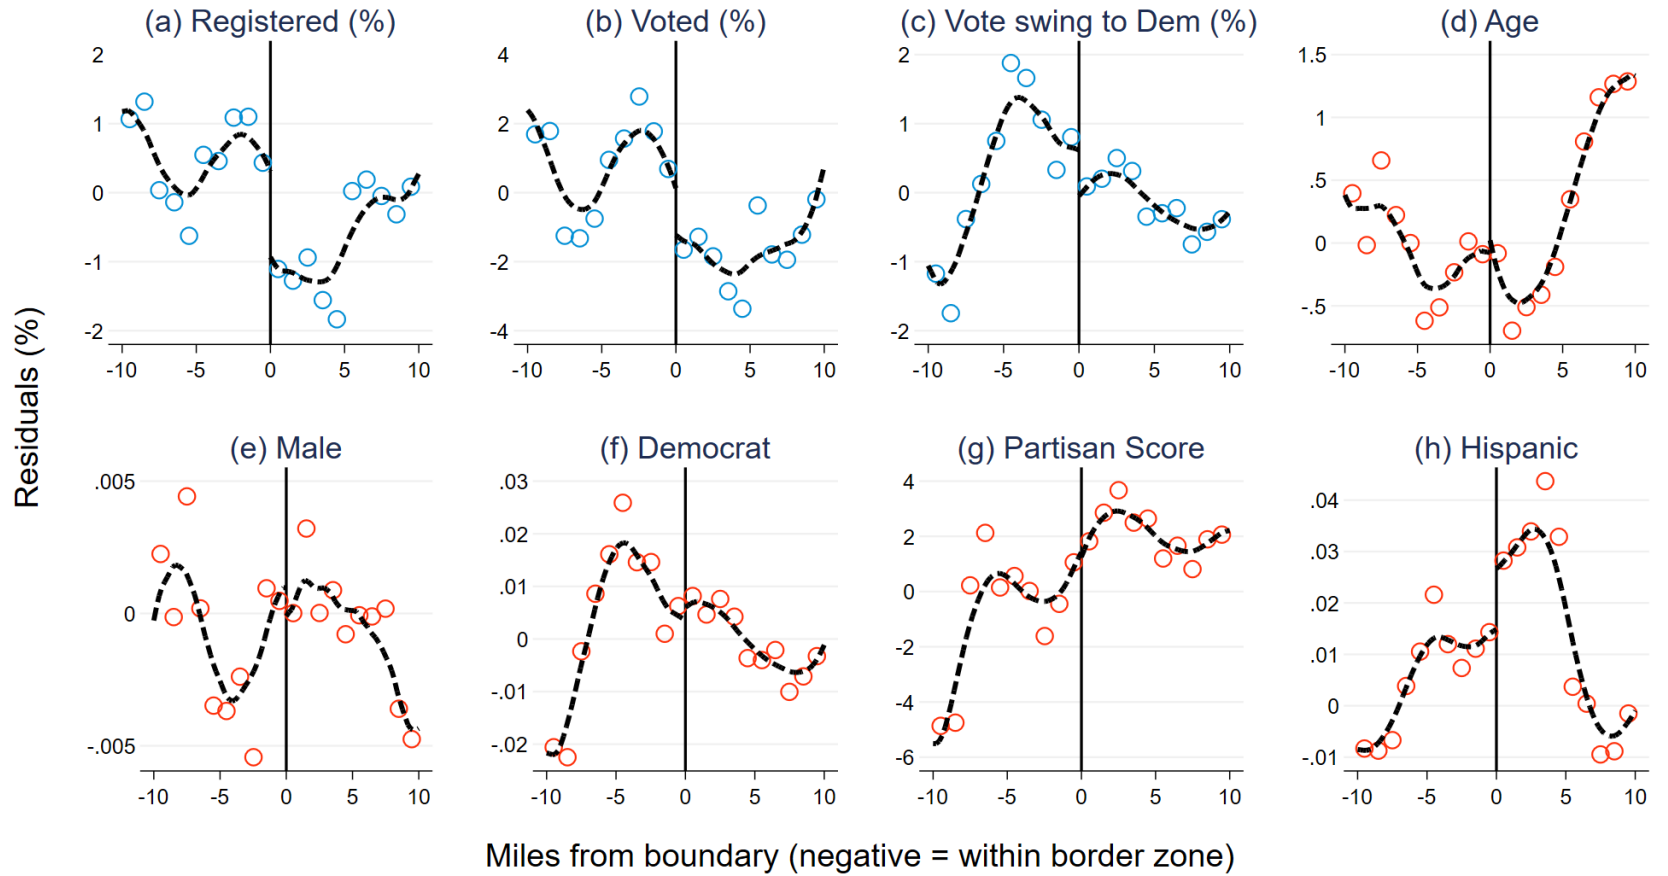 (a) Registered (%)
(b) Voted (%)
(c) Vote swing to Dem (%)
(d) Age
2
1
0
-1
-2
-10 -5 0 5 10
4
2
0
-2
-4
-10 -5 0 5 10
2
1
0
-1
-2
-10 -5 0 5 10
1.5
1
.5
0
-.5
-10 -5 0 5 10
Residuals (%)
(e) Male
(f) Democrat
(g) Partisan Score
(h) Hispanic
.005
0
-.005
-10 -5 0 5 10
.03
.02
.01
0
-.01
-.02
-10 -5 0 5 10
4
2
0
-2
-4
-6
-10 -5 0 5 10
.04
.03
.02
.01
0
-.01
-10 -5 0 5 10
Miles from boundary (negative = within border zone)